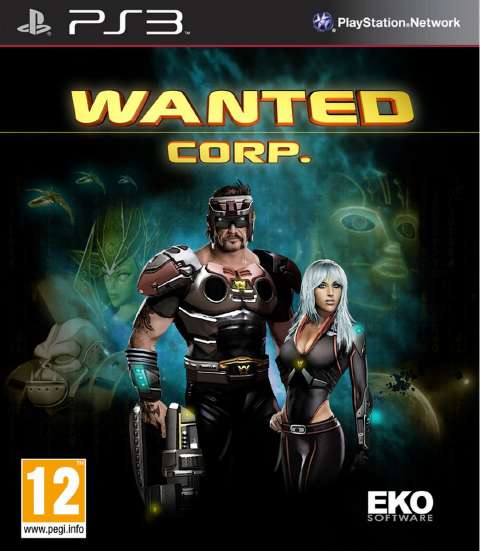 PS3
PlayStation®Network
WANTED
CORP.
12
www.pegi.info
EKO
SOFTWARE